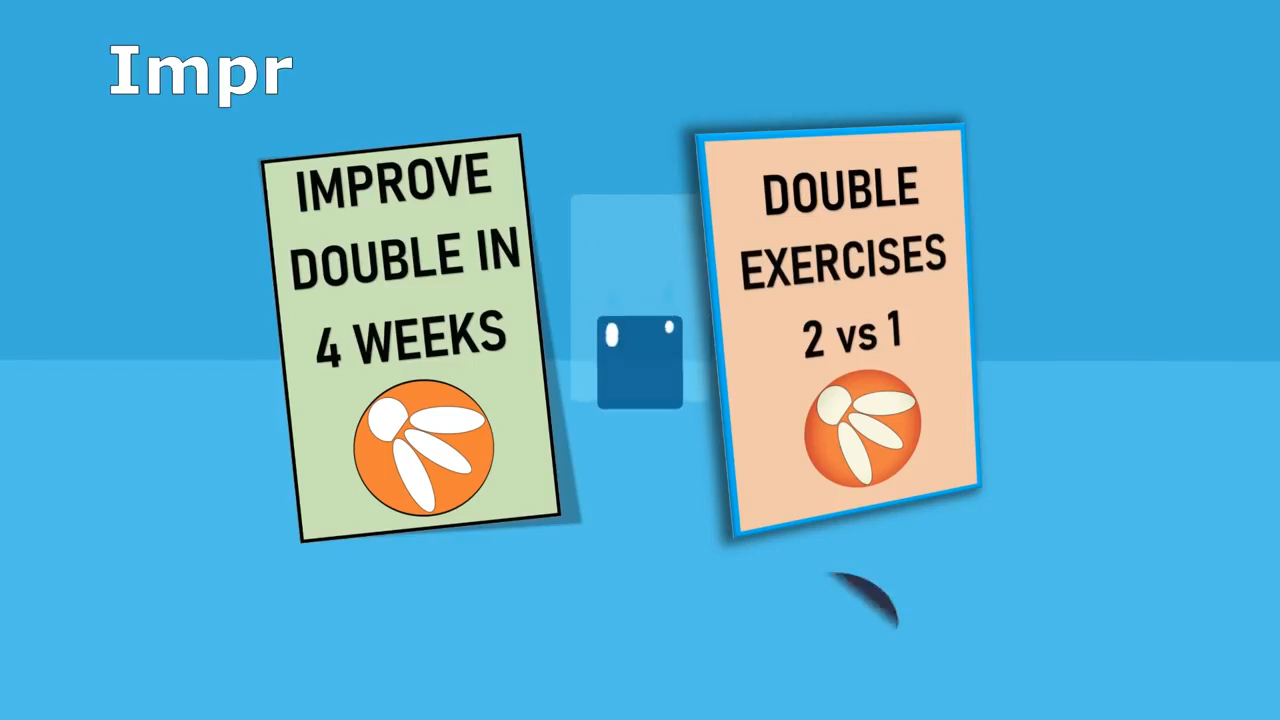 Impr
IMPROVE
DOUBLE IN
4 WEEKS
DOUBLE
EXERCISES
2 vs 1